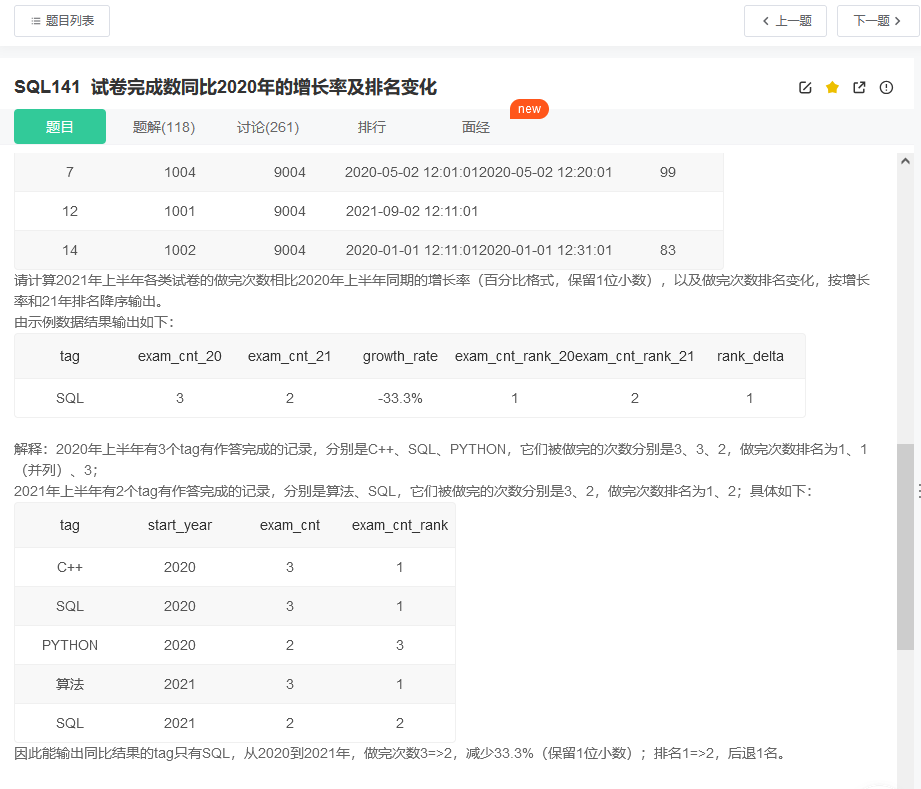 题目列表
上一题
下一题
SQL141 试卷完成数同比2020年的增长率及排名变化
new
题目 题解(118) 讨论(261) 排行 面经
7 1004 9004 2020-05-02 12:01:01 2020-05-02 12:20:01 99
12 1001 9004 2021-09-02 12:11:01
14 1002 9004 2020-01-01 12:11:01 2020-01-01 12:31:01 83
请计算2021年上半年各类试卷的做完次数相比2020年上半年同期的增长率（百分比格式，保留1位小数），以及做完次数排名变化，按增长
率和21年排名降序输出。
由示例数据结果输出如下：
tag exam_cnt_20 exam_cnt_21 growth_rate exam_cnt_rank_20 exam_cnt_rank_21 rank_delta
SQL 3 2 -33.3% 1 2 1
解释：2020年上半年有3个tag有作答完成的记录，分别是C++、SQL、PYTHON，它们被做完的次数分别是3、3、2，做完次数排名为1、1
（并列）、3；
2021年上半年有2个tag有作答完成的记录，分别是算法、SQL，它们被做完的次数分别是3、2，做完次数排名为1、2；具体如下：
tag start_year exam_cnt exam_cnt_rank
C++ 2020 3 1
SQL 2020 3 1
PYTHON 2020 2 3
算法 2021 3 1
SQL 2021 2 2
因此能输出同比结果的tag只有SQL，从2020到2021年，做完次数3=>2，减少33.3%（保留1位小数）；排名1=>2，后退1名。